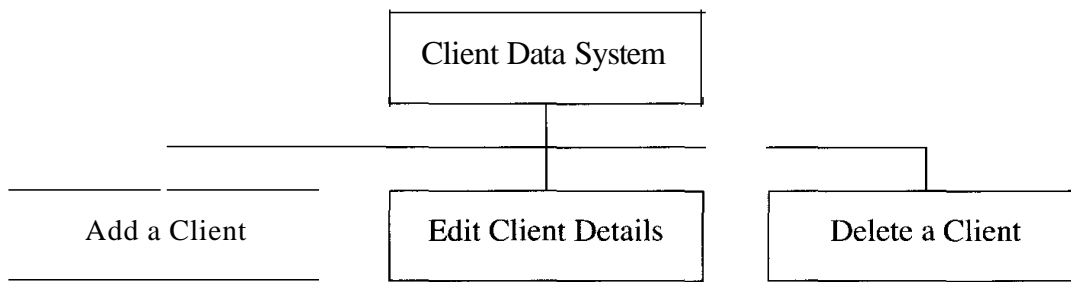 Client Data System
Add a Client
Edit Client Details
Delete a Client